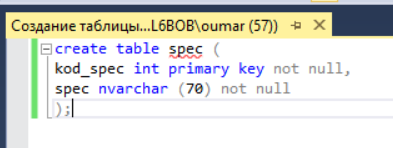 Создание таблицы...L6BOB\oumar (57))
create table spec (
kod_spec int primary key not null,
spec nvarchar (70) not null
);